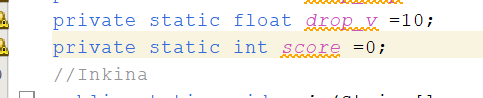 private static float drop_v =10;
private static int score =0;
//Inkina